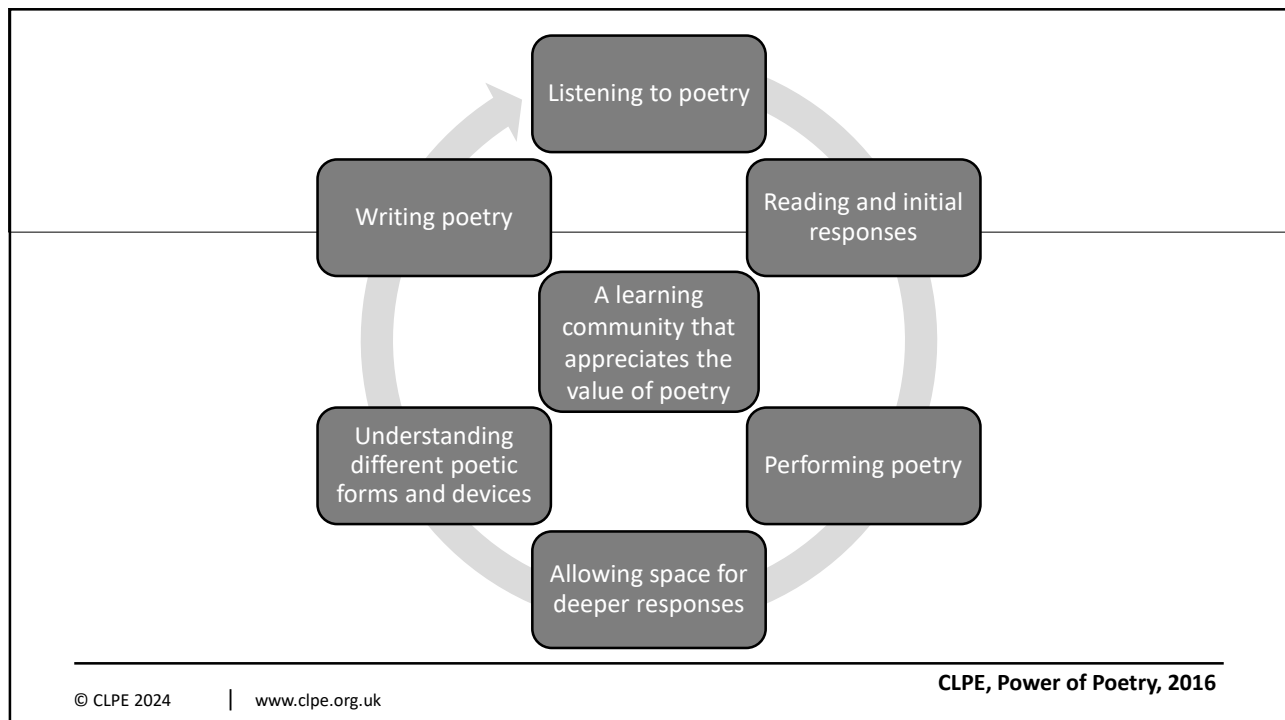 Listening to poetry
Reading and initial
responses
Performing poetry
Allowing space for
deeper responses
Understanding
different poetic
forms and devices
Writing poetry
A learning
community that
appreciates the
value of poetry
CLPE, Power of Poetry, 2016
© CLPE 2024 | www.clpe.org.uk